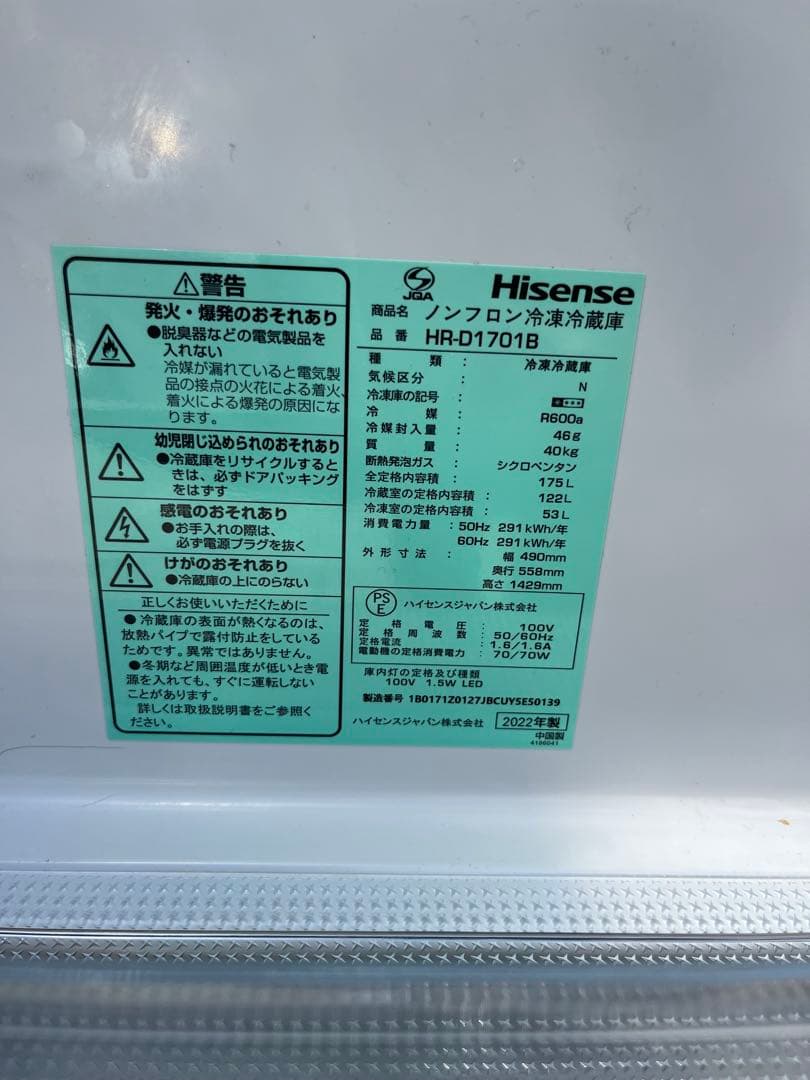 ⚠警告
発火・爆発のおそれあり
●脱臭器などの電気製品を
入れない
冷媒が漏れていると電気製
品の接点の火花による着火、
着火による爆発の原因にな
ります。
幼児閉じ込められのおそれあり
●冷蔵庫をリサイクルすると
きは、必ずドアパッキング
をはずす
感電のおそれあり
●お手入れの際は、
必ず電源プラグを抜く
けがのおそれあり
●冷蔵庫の上にのらない
正しくお使いいただくために
●冷蔵庫の表面が熱くなるのは、
放熱パイプで露付防止をしている
ためです。異常ではありません。
●冬期など周囲温度が低いとき電
源を入れても、すぐに運転しない
ことがあります。
詳しくは取扱説明書をご参照く
ださい。
JQA Hisense
商品名 ノンフロン冷凍冷蔵庫
品番 HR-D1701B
種類 : 冷凍冷蔵庫
気候区分 : N
冷凍庫の記号 :
冷媒 : R600a
冷媒封入量 : 46g
質量 : 40kg
断熱発泡ガス : シクロペンタン
全定格内容積 : 175L
冷蔵室の定格内容積 : 122L
冷凍室の定格内容積 : 53L
消費電力量 : 50Hz 291kWh/年
60Hz 291kWh/年
外形寸法 : 幅 490mm
奥行 558mm
高さ 1429mm
PSE ハイセンスジャパン株式会社
定格電圧 : 100V
定格周波数 : 50/60Hz
定格電流 : 1.6/1.6A
電動機の定格消費電力 : 70/70W
庫内灯の定格及び種類
100V 1.5W LED
製造番号 1B0171Z0127JBCUY5E50139
ハイセンスジャパン株式会社 2022年製
中国製
4186041